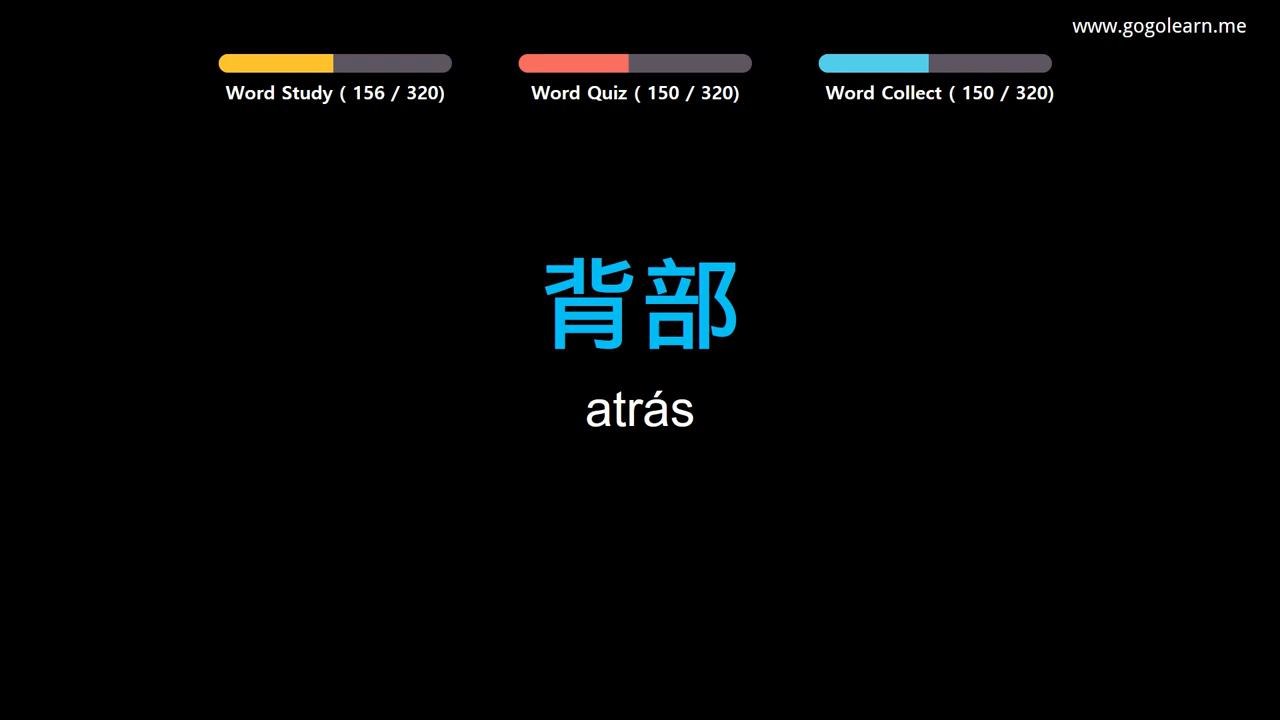 www.gogolearn.me
Word Study ( 156 / 320)
Word Quiz ( 150 / 320)
Word Collect ( 150 / 320)
背部
atrás